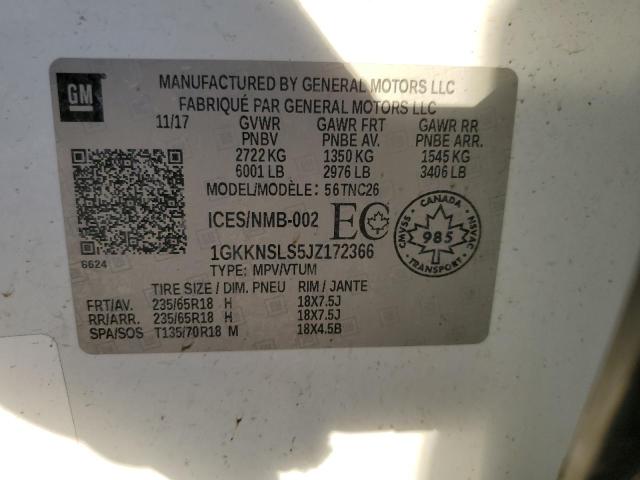 GM
MANUFACTURED BY GENERAL MOTORS LLC
FABRIQUÉ PAR GENERAL MOTORS LLC
11/17 GVWR GAWR FRT GAWR RR
PNBV PNBE AV. PNBE ARR.
2722 KG 1350 KG 1545 KG
6001 LB 2976 LB 3406 LB
MODEL/MODÈLE: 56TNC26
ICES/NMB-002 EC
CANADA
985
NSVAC
TRANSPORT
6624
1GKKNSLS5JZ172366
TYPE: MPV/VTUM
TIRE SIZE / DIM. PNEU RIM / JANTE
FRT/AV. 235/65R18 H 18X7.5J
RR/ARR. 235/65R18 H 18X7.5J
SPA/SOS T135/70R18 M 18X4.5B